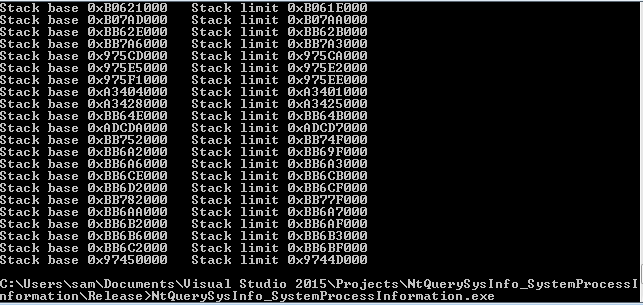 Stack base 0xB0621000 Stack limit 0xB061E000
Stack base 0xB07AD000 Stack limit 0xB07AA000
Stack base 0xBB62E000 Stack limit 0xBB62B000
Stack base 0xBB7A6000 Stack limit 0xBB7A3000
Stack base 0x975CD000 Stack limit 0x975CA000
Stack base 0x975E5000 Stack limit 0x975E2000
Stack base 0x975F1000 Stack limit 0x975EE000
Stack base 0xA3404000 Stack limit 0xA3401000
Stack base 0xA3428000 Stack limit 0xA3425000
Stack base 0xBB64E000 Stack limit 0xBB64B000
Stack base 0xADCDA000 Stack limit 0xADCD7000
Stack base 0xBB752000 Stack limit 0xBB74F000
Stack base 0xBB6A2000 Stack limit 0xBB69F000
Stack base 0xBB6A6000 Stack limit 0xBB6A3000
Stack base 0xBB6CE000 Stack limit 0xBB6CB000
Stack base 0xBB6D2000 Stack limit 0xBB6CF000
Stack base 0xBB782000 Stack limit 0xBB77F000
Stack base 0xBB6AA000 Stack limit 0xBB6A7000
Stack base 0xBB6B2000 Stack limit 0xBB6AF000
Stack base 0xBB6B6000 Stack limit 0xBB6B3000
Stack base 0xBB6C2000 Stack limit 0xBB6BF000
Stack base 0x97450000 Stack limit 0x9744D000
C:\Users\sam\Documents\Visual Studio 2015\Projects\NtQuerySysInfo_SystemProcessI
nformation\Release>NtQuerySysInfo_SystemProcessInformation.exe